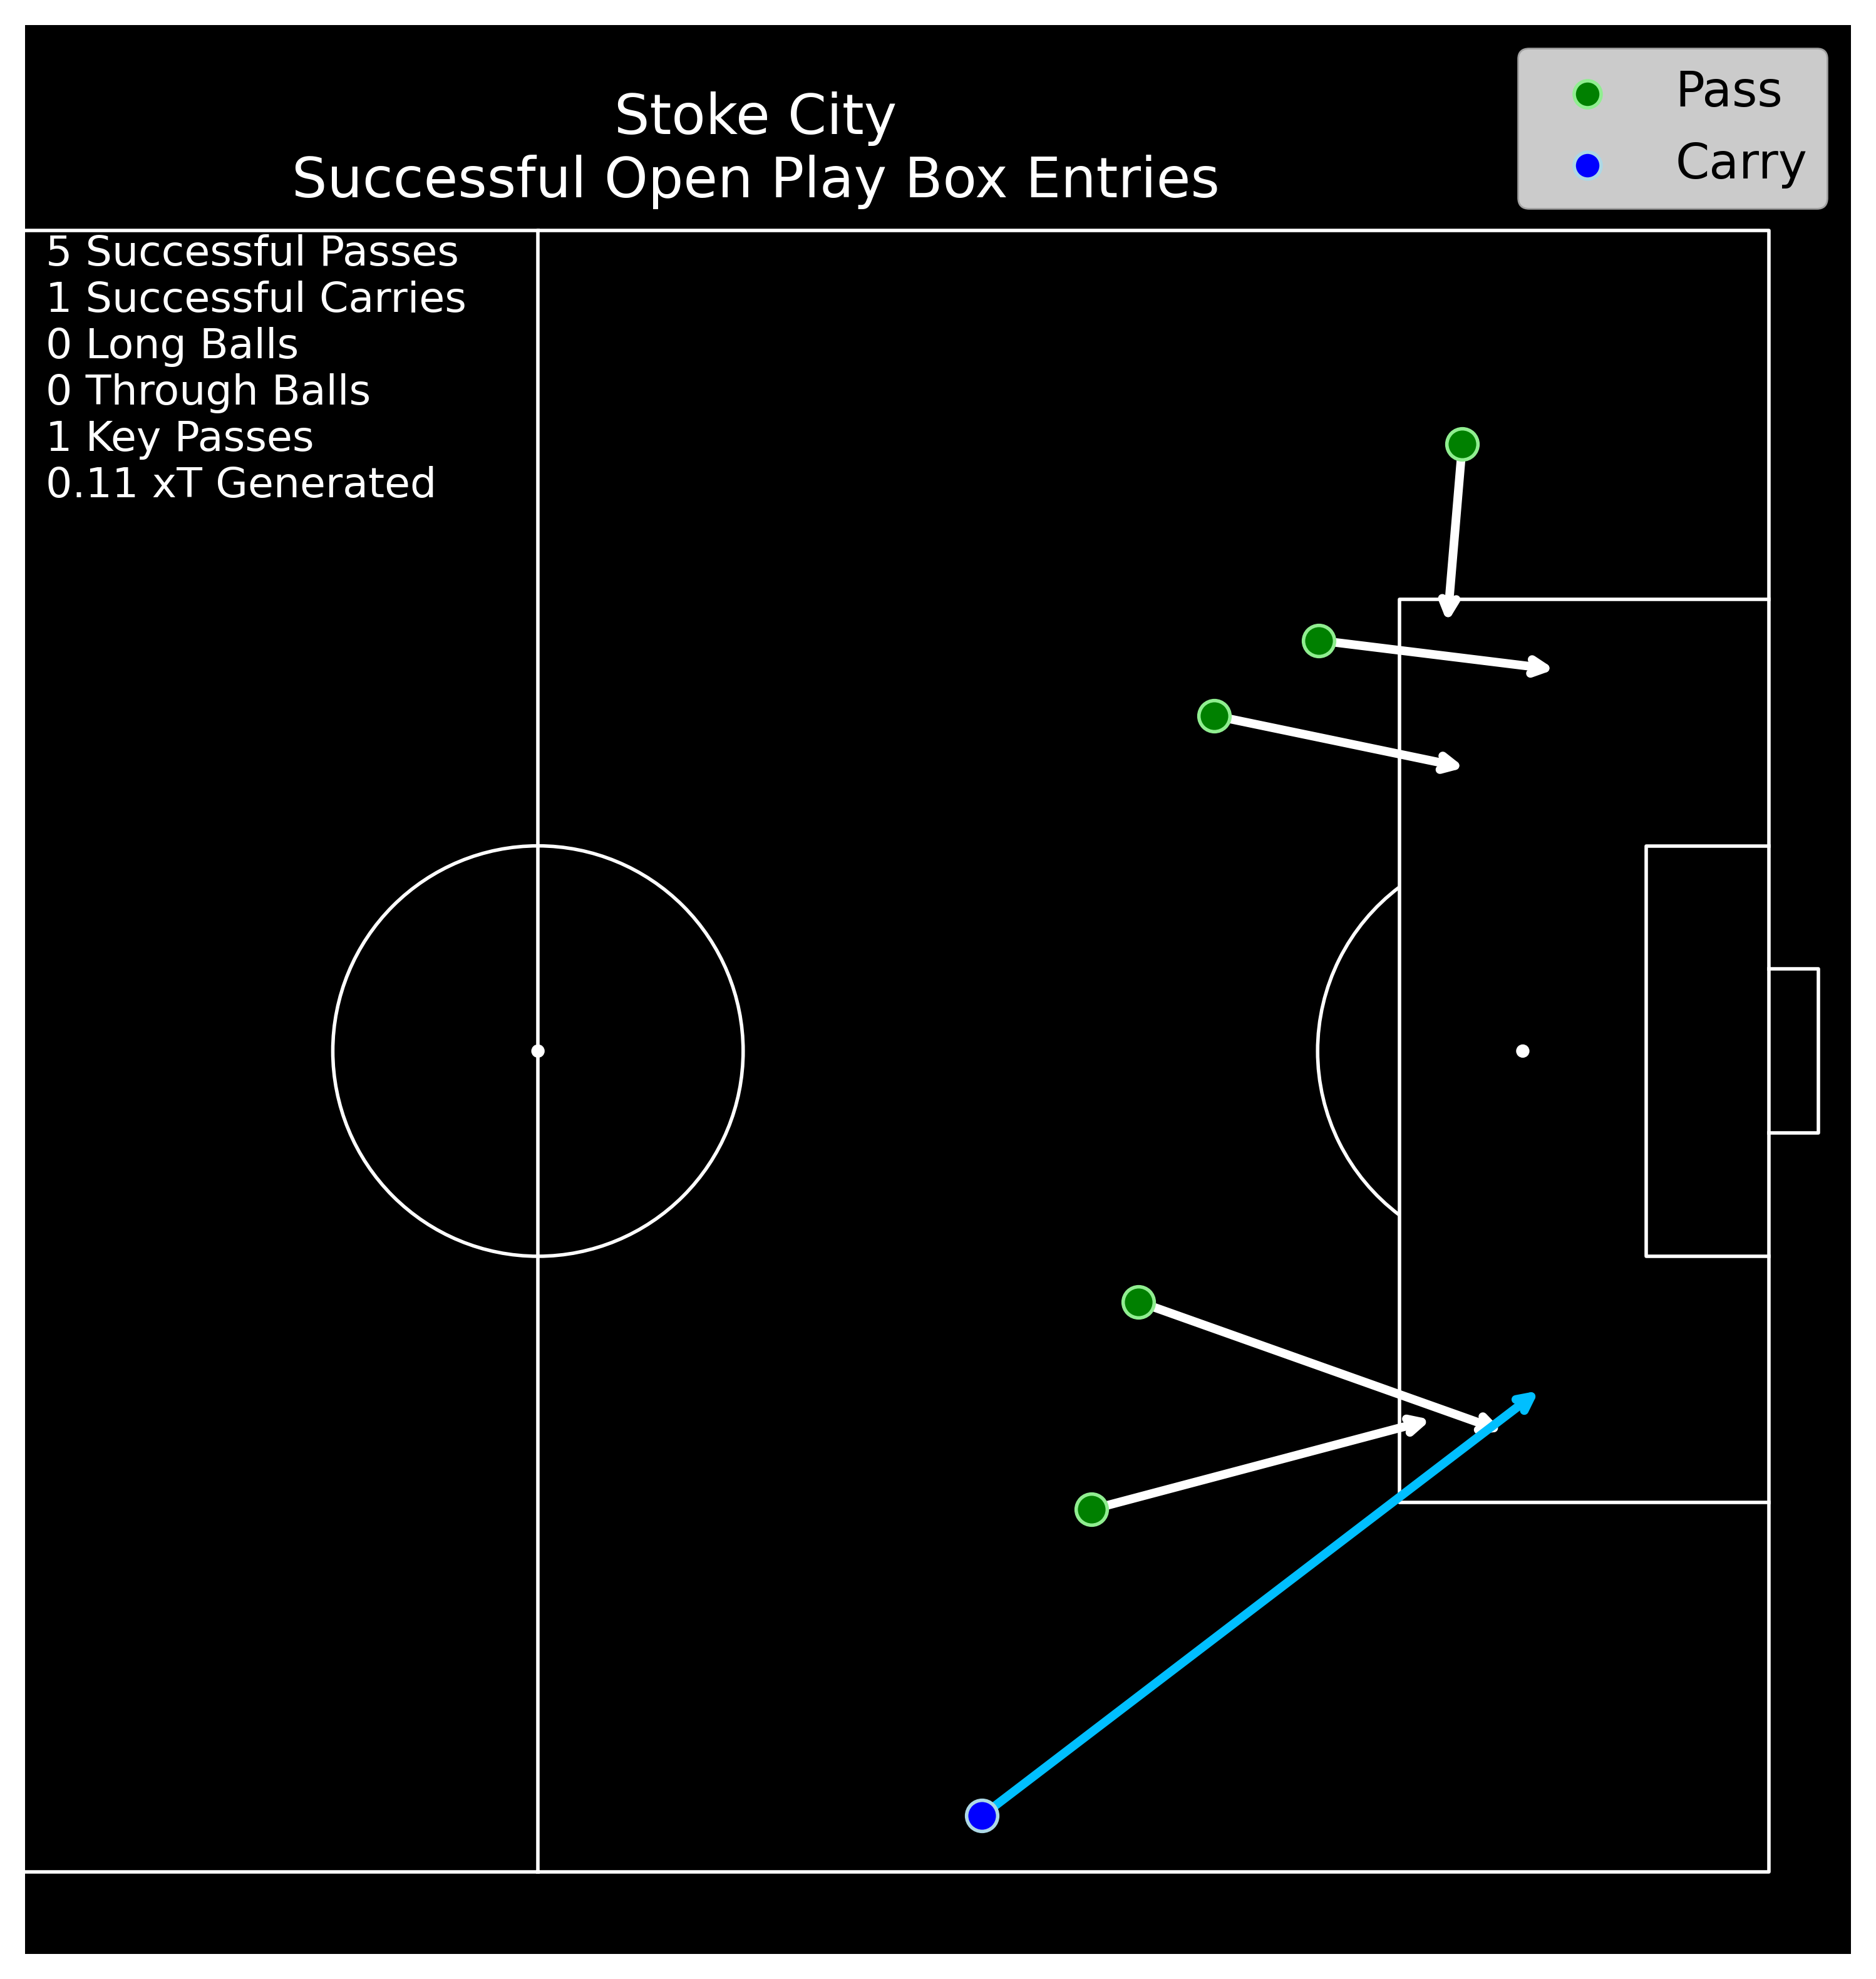 Stoke City
Successful Open Play Box Entries
Pass
Carry
5 Successful Passes
1 Successful Carries
0 Long Balls
0 Through Balls
1 Key Passes
0.11 xT Generated